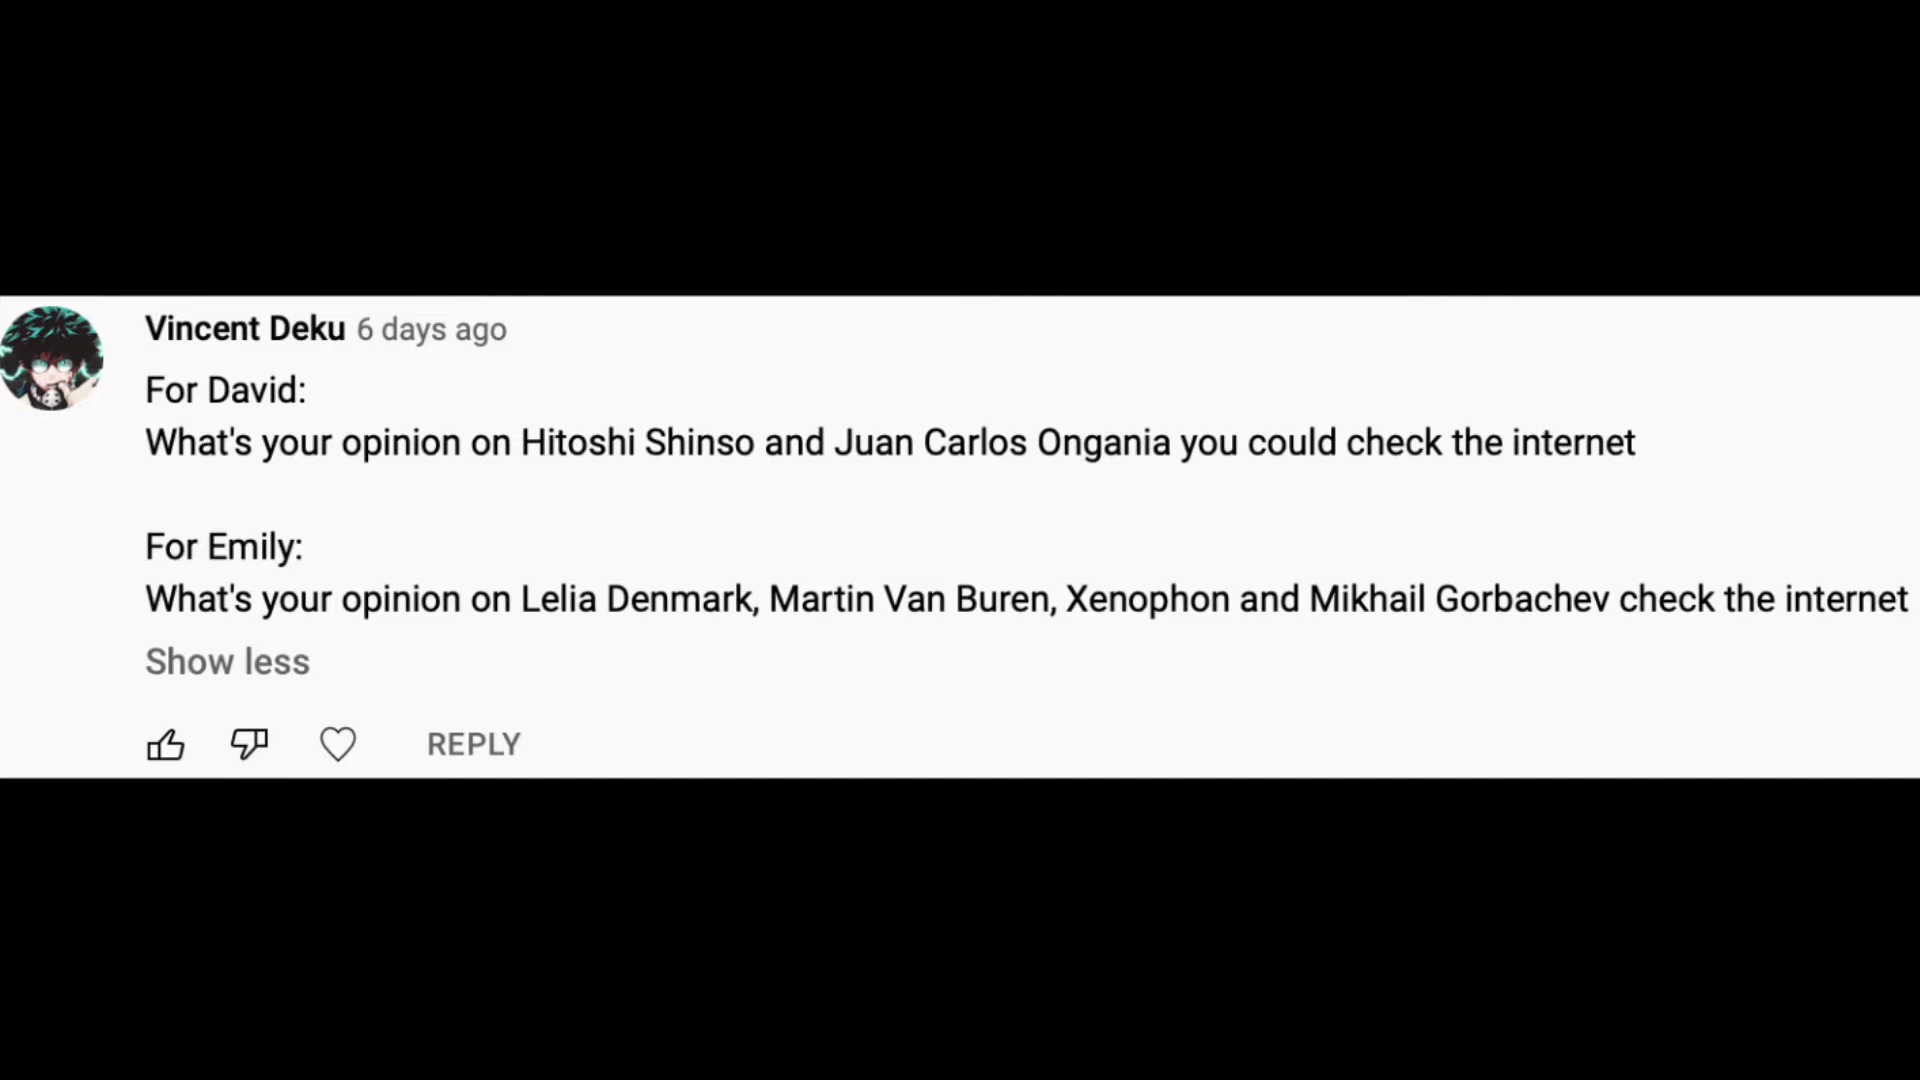 Vincent Deku 6 days ago
For David:
What's your opinion on Hitoshi Shinso and Juan Carlos Ongania you could check the internet
For Emily:
What's your opinion on Lelia Denmark, Martin Van Buren, Xenophon and Mikhail Gorbachev check the internet
Show less
REPLY